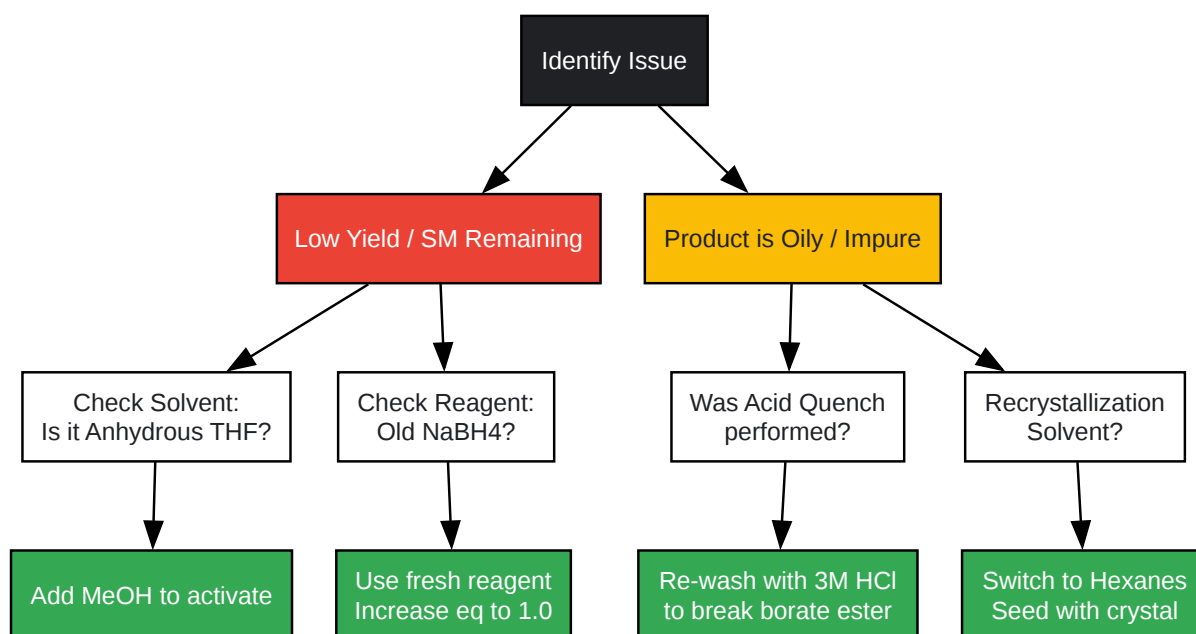 Identify Issue
Low Yield / SM Remaining
Product is Oily / Impure
Check Solvent:
Is it Anhydrous THF?
Check Reagent:
Old NaBH4?
Was Acid Quench
performed?
Recrystallization
Solvent?
Add MeOH to activate
Use fresh reagent
Increase eq to 1.0
Re-wash with 3M HCl
to break borate ester
Switch to Hexanes
Seed with crystal